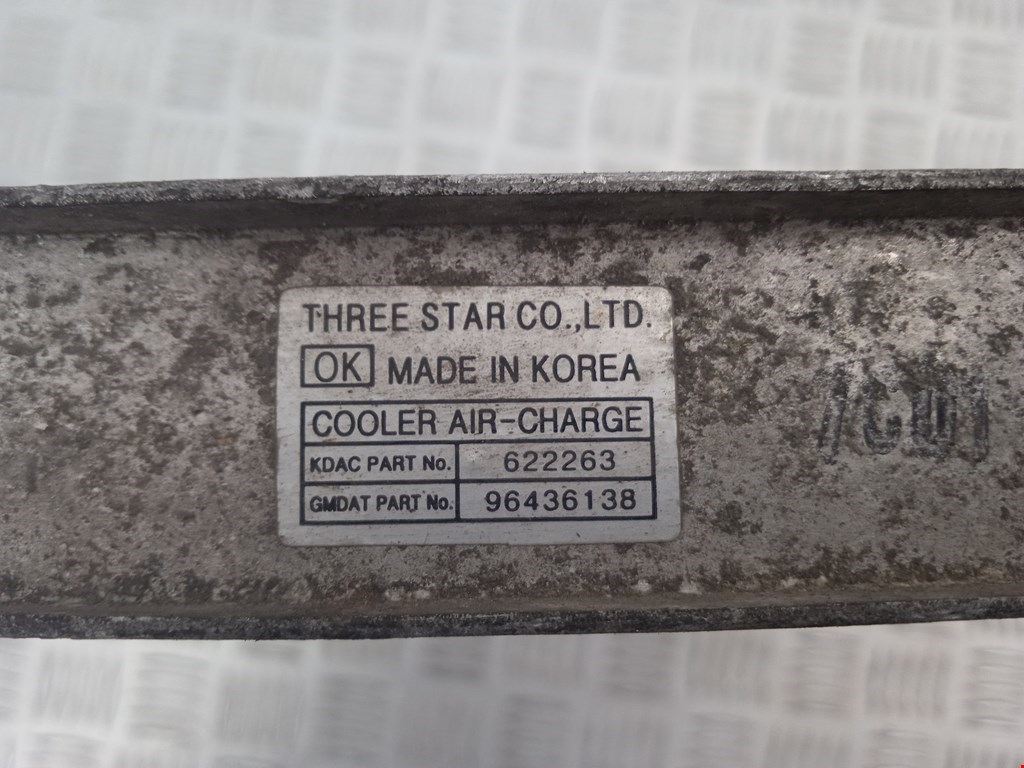 THREE STAR CO.,LTD.
OK MADE IN KOREA
COOLER AIR-CHARGE
KDAC PART No. 622263
GMDAT PART No. 96436138